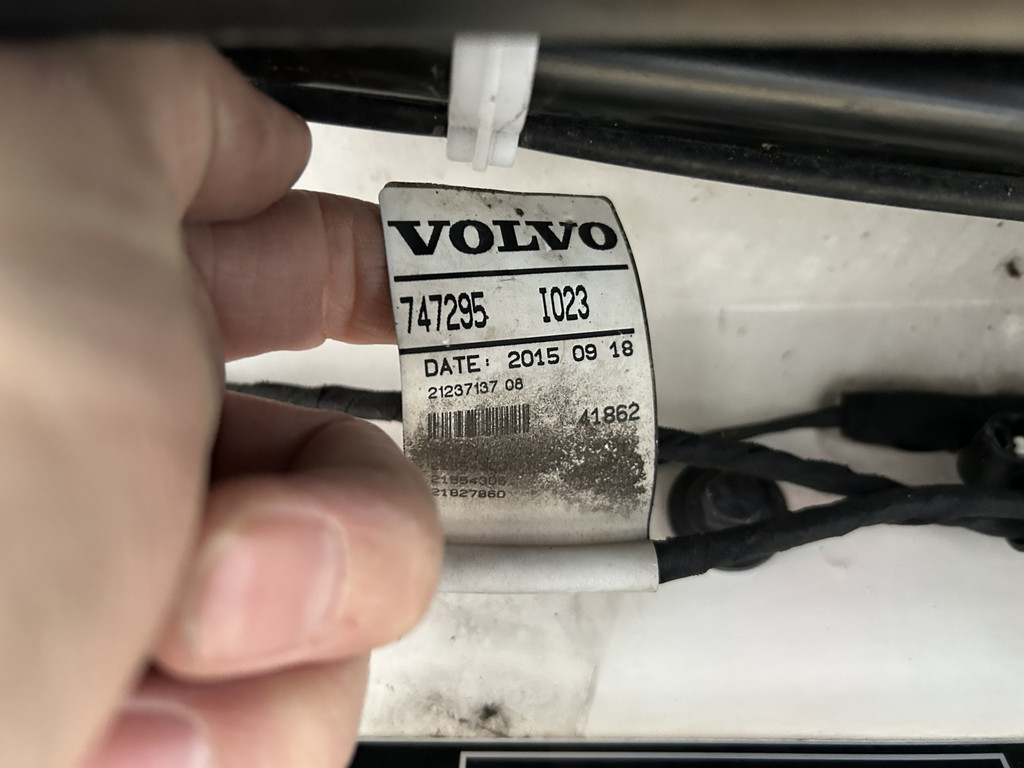 VOLVO
747295 I023
DATE: 2015 09 18
21237137 08
41862
21827860